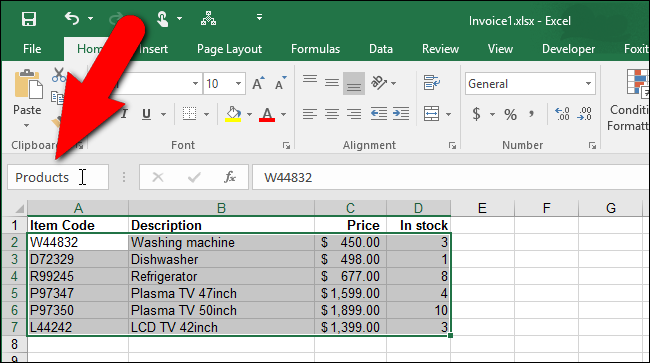 Invoice1.xlsx - Excel
File Hom Insert Page Layout Formulas Data Review View Developer Foxit
Paste
10 A A
General
I U A
$ % , .00 .00
Conditi
Formatt
Clipboard Font Alignment Number
Products fx W44832
A B C D E F G
1 Item Code Description Price In stock
2 W44832 Washing machine $ 450.00 3
3 D72329 Dishwasher $ 498.00 1
4 R99245 Refrigerator $ 677.00 8
5 P97347 Plasma TV 47inch $ 1,599.00 4
6 P97350 Plasma TV 50inch $ 1,899.00 10
7 L44242 LCD TV 42inch $ 1,399.00 3
8
9